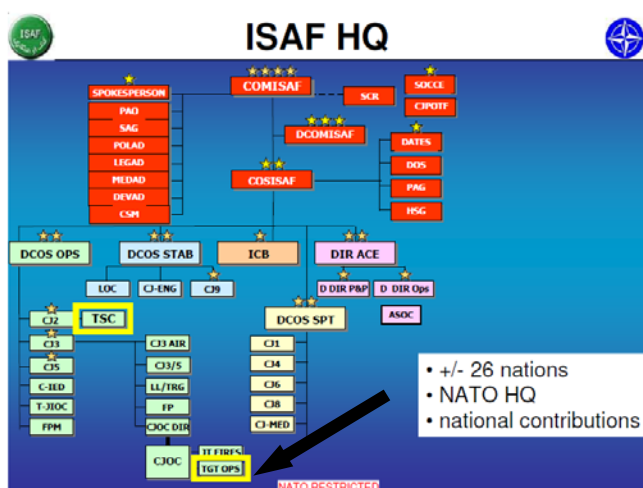 ISAF
ISAF HQ
COMISAF
SPOKESPERSON
PAO
SAG
POLAD
LEGAD
MEDAD
DEVAD
CSM
SCR
SOCCE
CJPOTF
DCOMISAF
COSISAF
DATES
DOS
PAG
HSG
DCOS OPS
DCOS STAB
ICB
DIR ACE
LOC
CJ-ENG
CJ9
D DIR P&P
D DIR Ops
ASOC
CJ2
TSC
CJ3
CJ5
C-IED
T-JIOC
FPM
CJ3 AIR
CJ3/5
LL/TRG
FP
CJOC DIR
CJOC
JT FIRES
TGT OPS
DCOS SPT
CJ1
CJ4
CJ6
CJ8
CJ-MED
• +/- 26 nations
• NATO HQ
• national contributions
NATO RESTRICTED